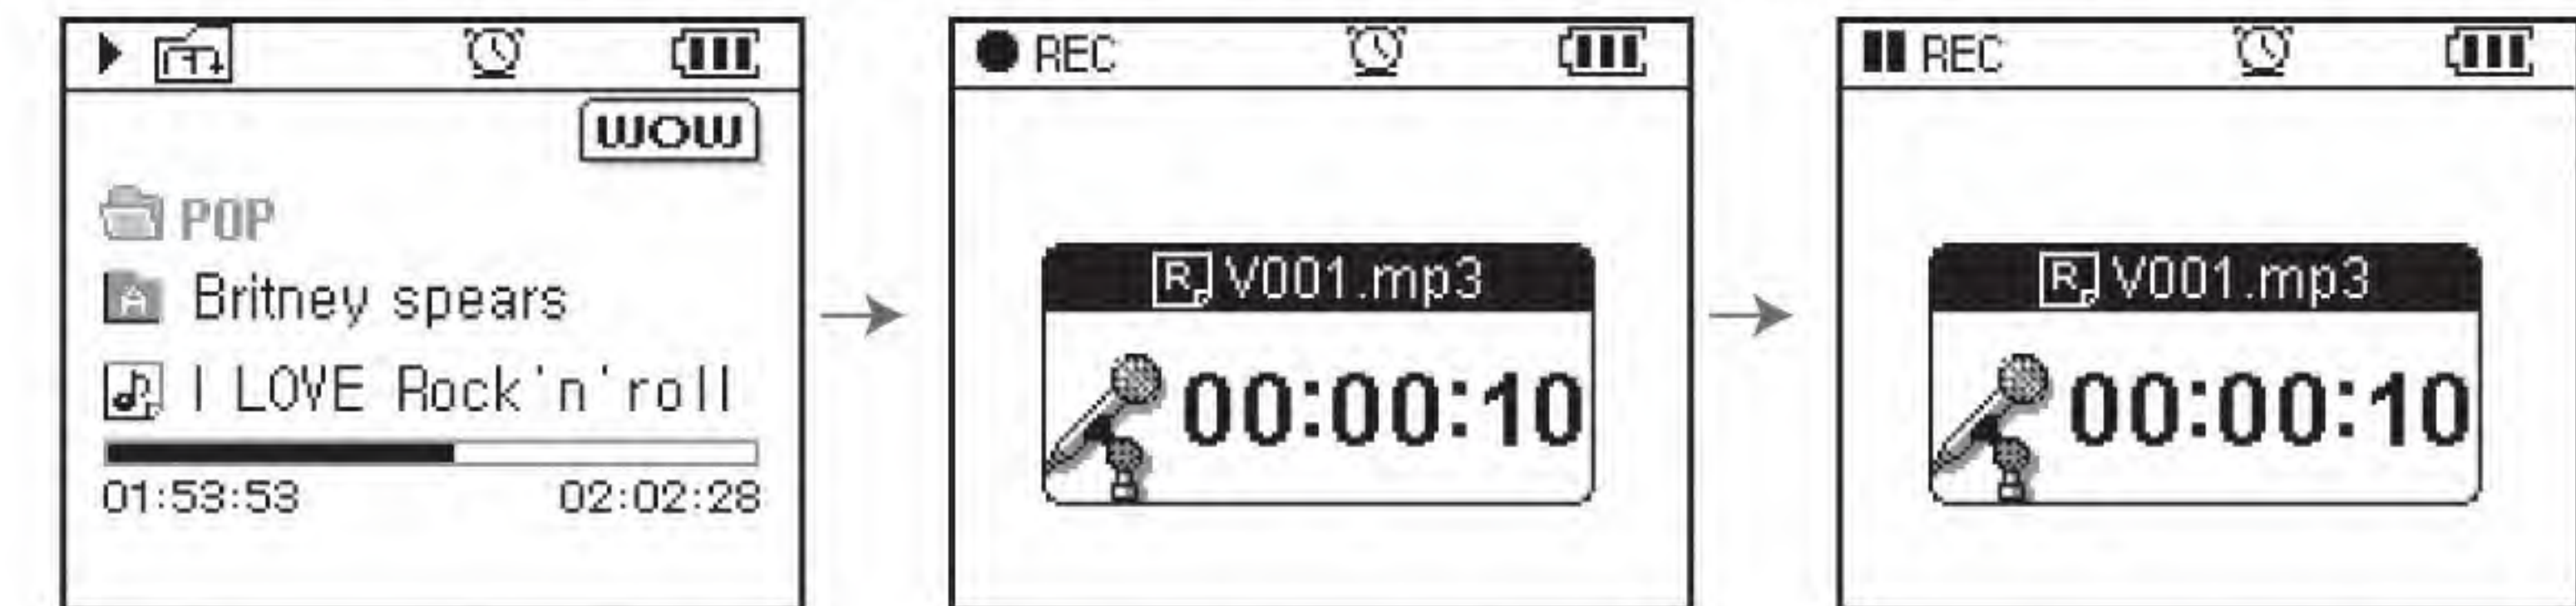 WOW
POP
Britney spears
I LOVE Rock'n'roll
01:53:53 02:02:28
REC
R V001.mp3
00:00:10
REC
R V001.mp3
00:00:10